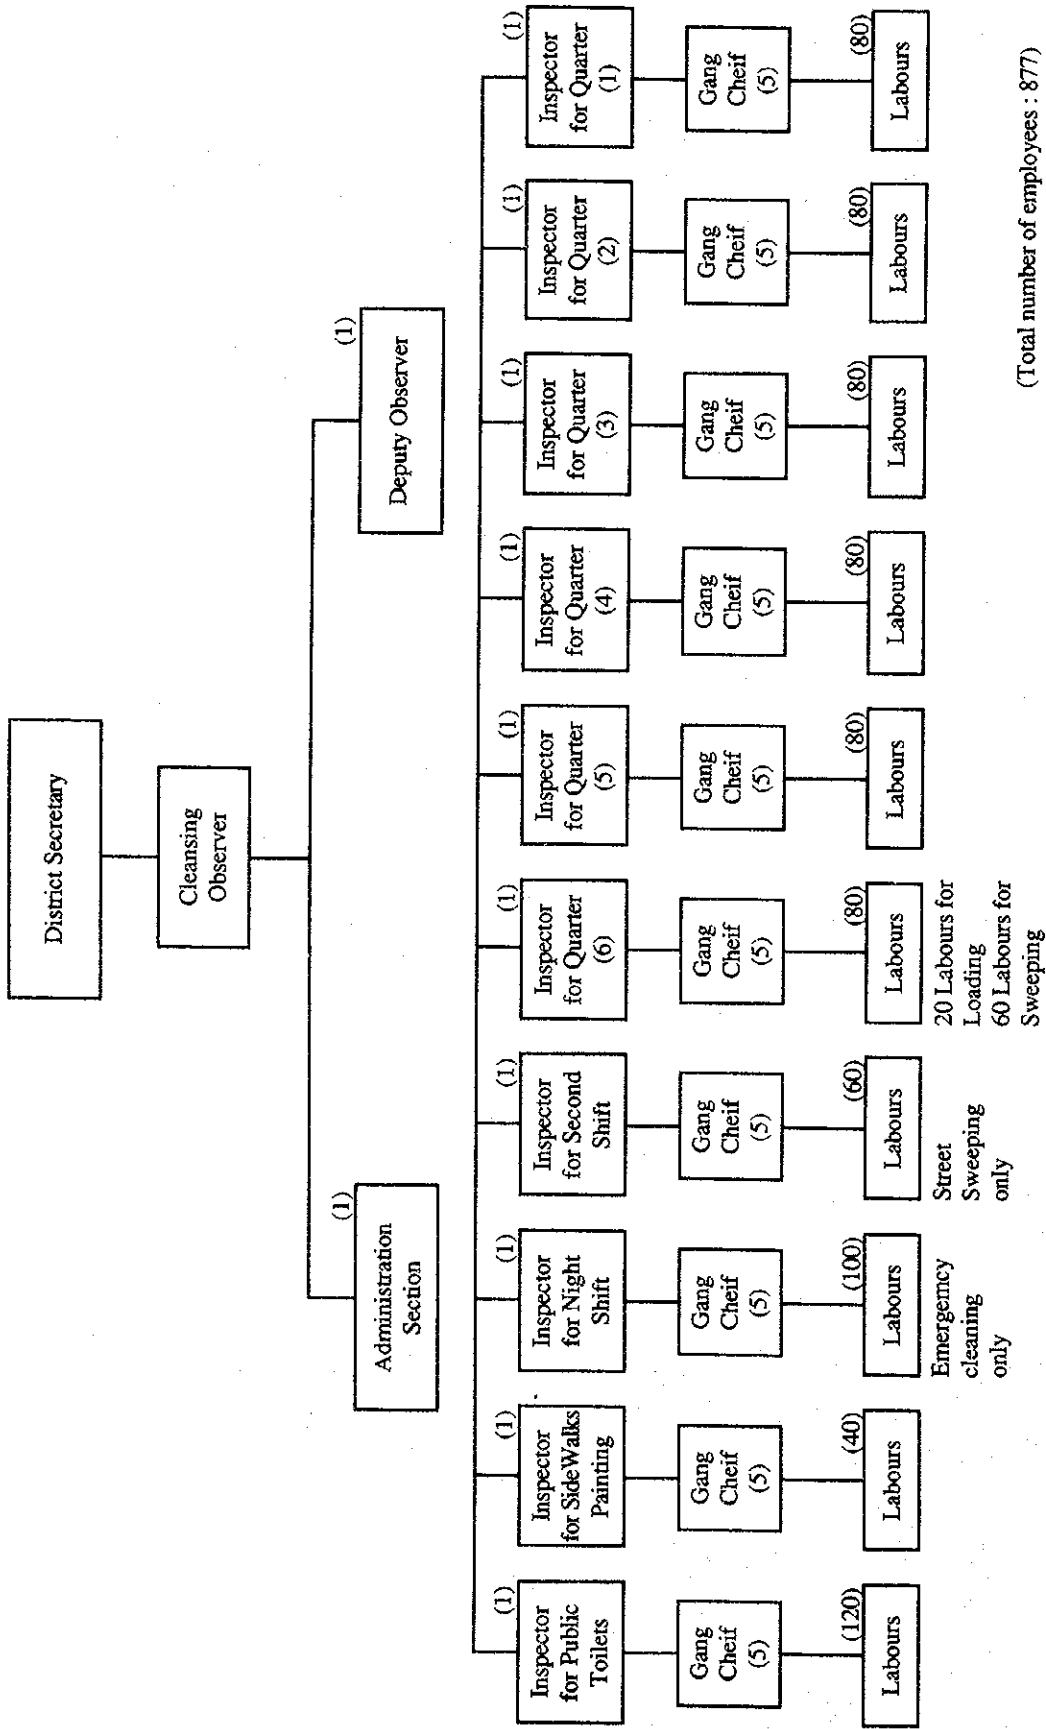 District Secretary
Cleansing
Observer
(1)
Administration
Section
(1)
Deputy Observer
(1)
Inspector
for Public
Toilets
(1)
Inspector
for SideWalks
Painting
(1)
Inspector
for Night
Shift
(1)
Inspector
for Second
Shift
(1)
Inspector
for Quarter
(6)
(1)
Inspector
for Quarter
(5)
(1)
Inspector
for Quarter
(4)
(1)
Inspector
for Quarter
(3)
(1)
Inspector
for Quarter
(2)
(1)
Inspector
for Quarter
(1)
Gang
Cheif
(5)
Gang
Cheif
(5)
Gang
Cheif
(5)
Gang
Cheif
(5)
Gang
Cheif
(5)
Gang
Cheif
(5)
Gang
Cheif
(5)
Gang
Cheif
(5)
Gang
Cheif
(5)
Gang
Cheif
(5)
(120)
Labours
(40)
Labours
(100)
Labours
Emergemcy
cleaning
only
(60)
Labours
Street
Sweeping
only
(80)
Labours
20 Labours for
Loading
60 Labours for
Sweeping
(80)
Labours
(80)
Labours
(80)
Labours
(80)
Labours
(80)
Labours
(Total number of employees : 877)